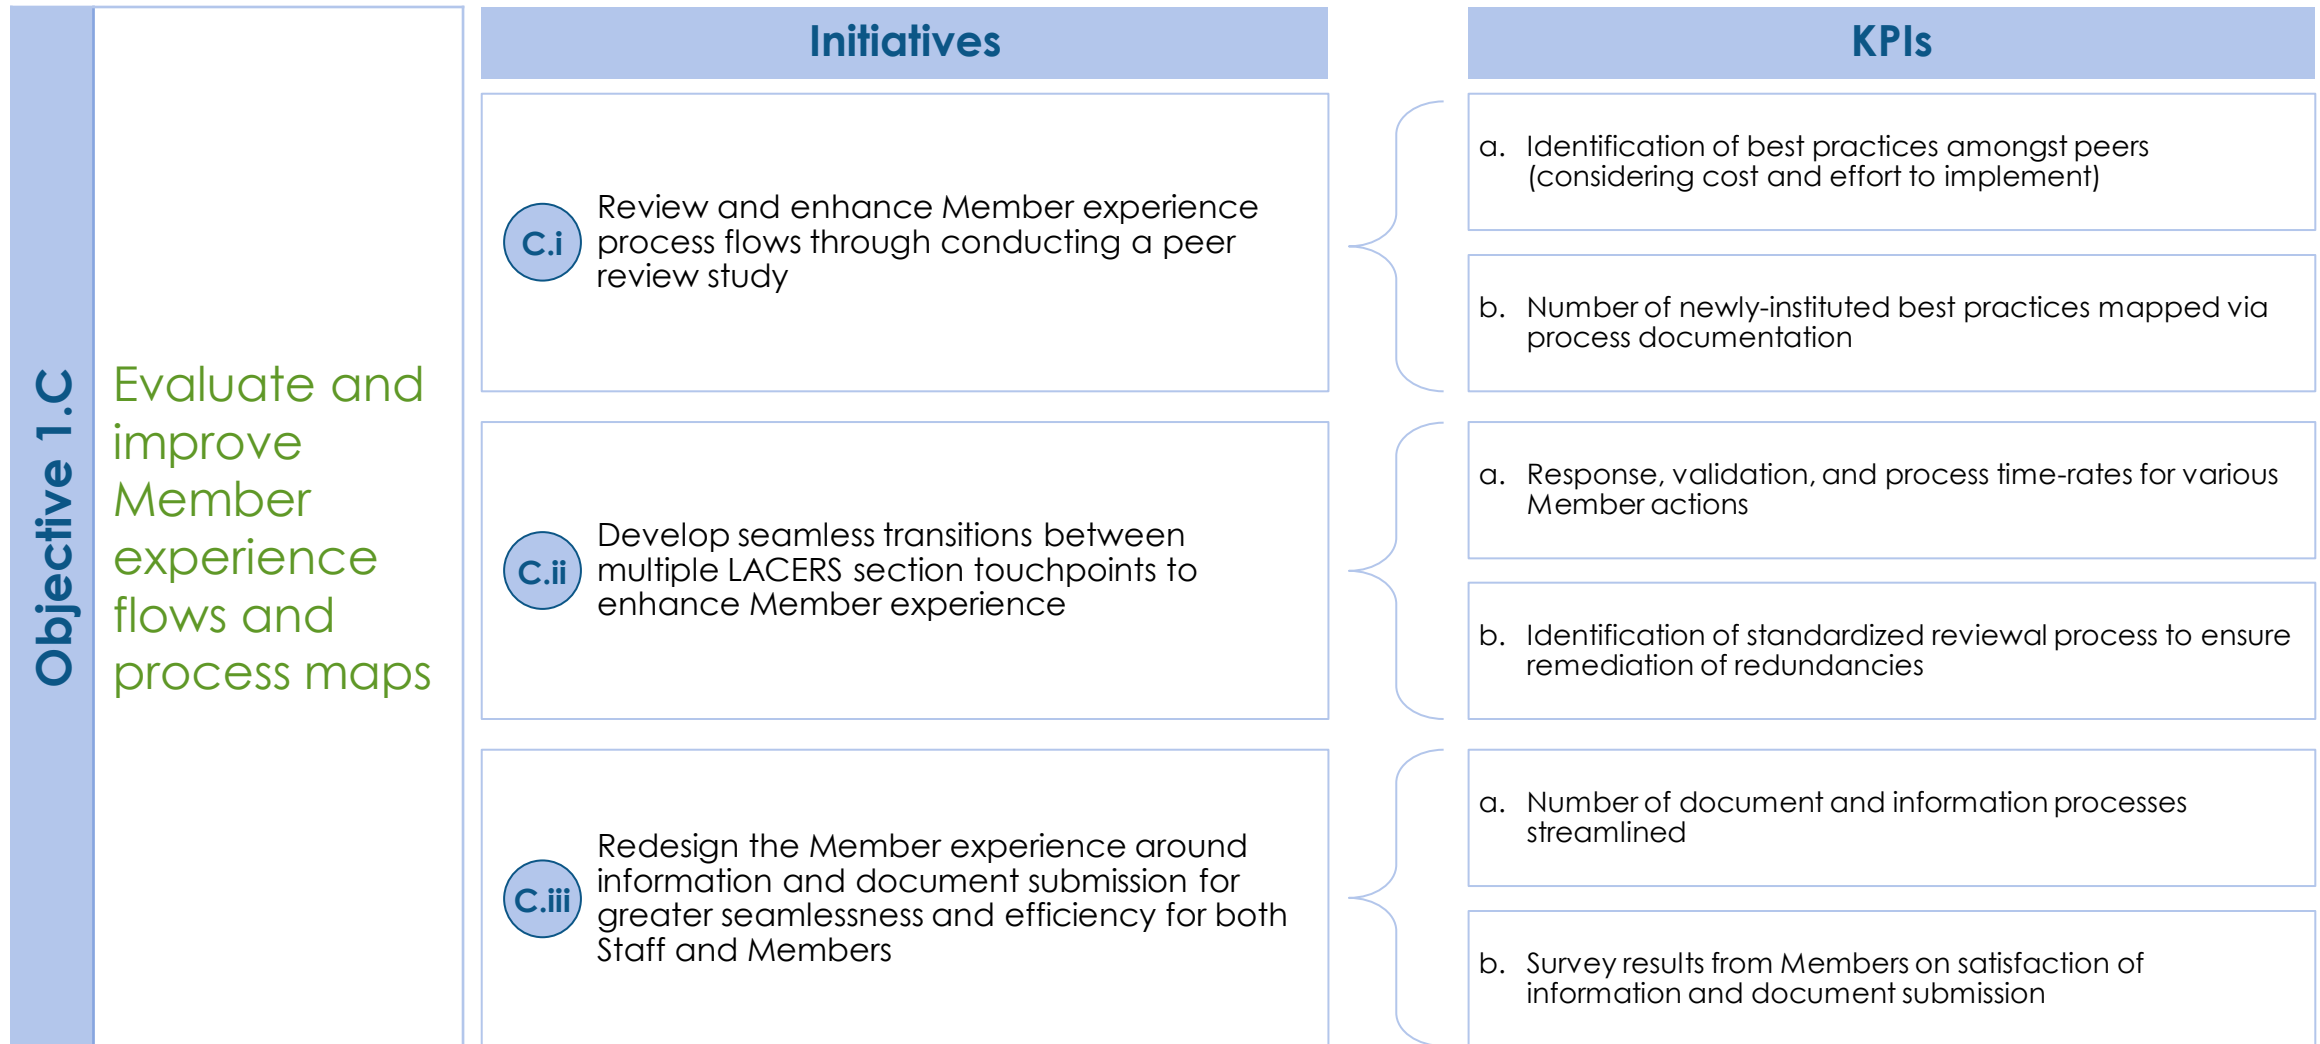 Objective 1.C
Evaluate and
improve
Member
experience
flows and
process maps
Initiatives
KPIs
C.i
Review and enhance Member experience
process flows through conducting a peer
review study
a. Identification of best practices amongst peers
(considering cost and effort to implement)
b. Number of newly-instituted best practices mapped via
process documentation
C.ii
Develop seamless transitions between
multiple LACERS section touchpoints to
enhance Member experience
a. Response, validation, and process time-rates for various
Member actions
b. Identification of standardized reviewal process to ensure
remediation of redundancies
C.iii
Redesign the Member experience around
information and document submission for
greater seamlessness and efficiency for both
Staff and Members
a. Number of document and information processes
streamlined
b. Survey results from Members on satisfaction of
information and document submission